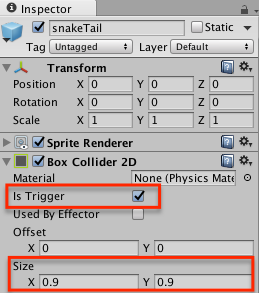 Inspector
snakeTail Static
Tag Untagged Layer Default
Transform
Position X 0 Y 0 Z 0
Rotation X 0 Y 0 Z 0
Scale X 1 Y 1 Z 1
Sprite Renderer
Box Collider 2D
Material None (Physics Mate
Is Trigger
Used By Effector
Offset
X 0 Y 0
Size
X 0.9 Y 0.9